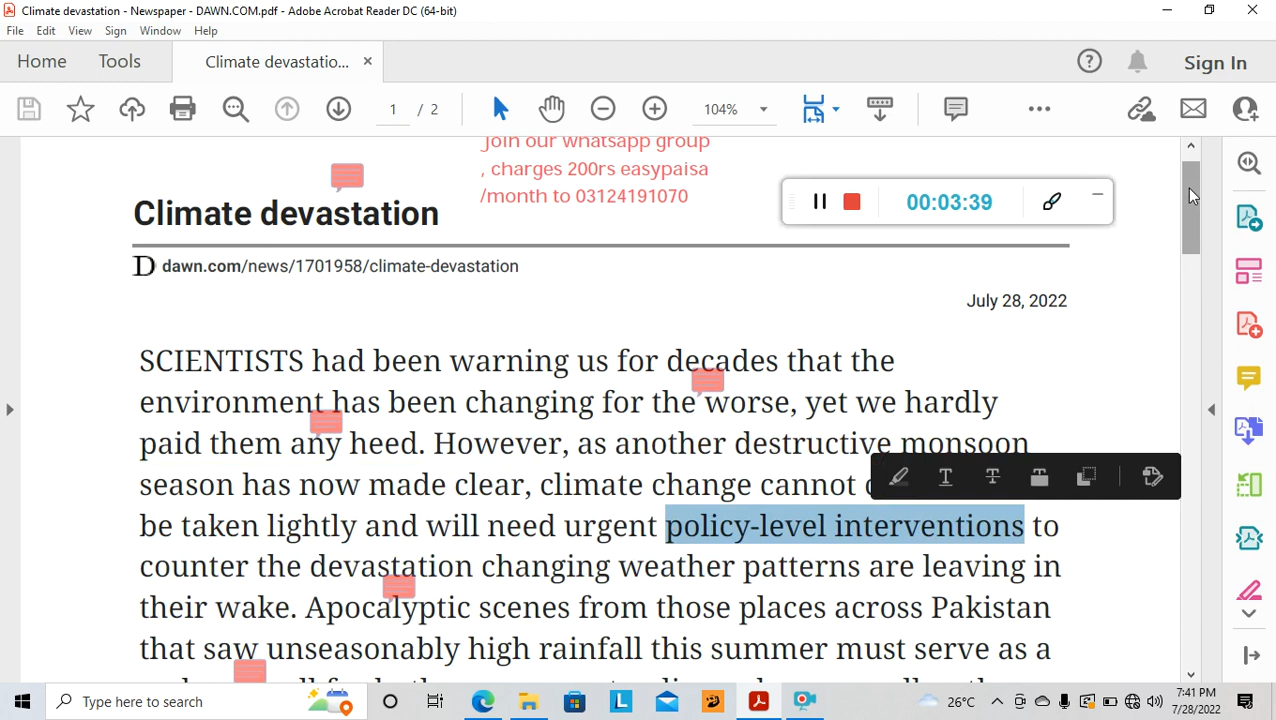 Climate devastation - Newspaper - DAWN.COM.pdf - Adobe Acrobat Reader DC (64-bit)
File Edit View Sign Window Help
Home Tools Climate devastatio... × Sign In
1 / 2 104%
Join our whatsapp group
, charges 200rs easypaisa
/month to 03124191070
00:03:39
Climate devastation
D dawn.com/news/1701958/climate-devastation
July 28, 2022
SCIENTISTS had been warning us for decades that the
environment has been changing for the worse, yet we hardly
paid them any heed. However, as another destructive monsoon
season has now made clear, climate change cannot
be taken lightly and will need urgent policy-level interventions to
counter the devastation changing weather patterns are leaving in
their wake. Apocalyptic scenes from those places across Pakistan
that saw unseasonably high rainfall this summer must serve as a
Type here to search
26°C
7:41 PM
7/28/2022